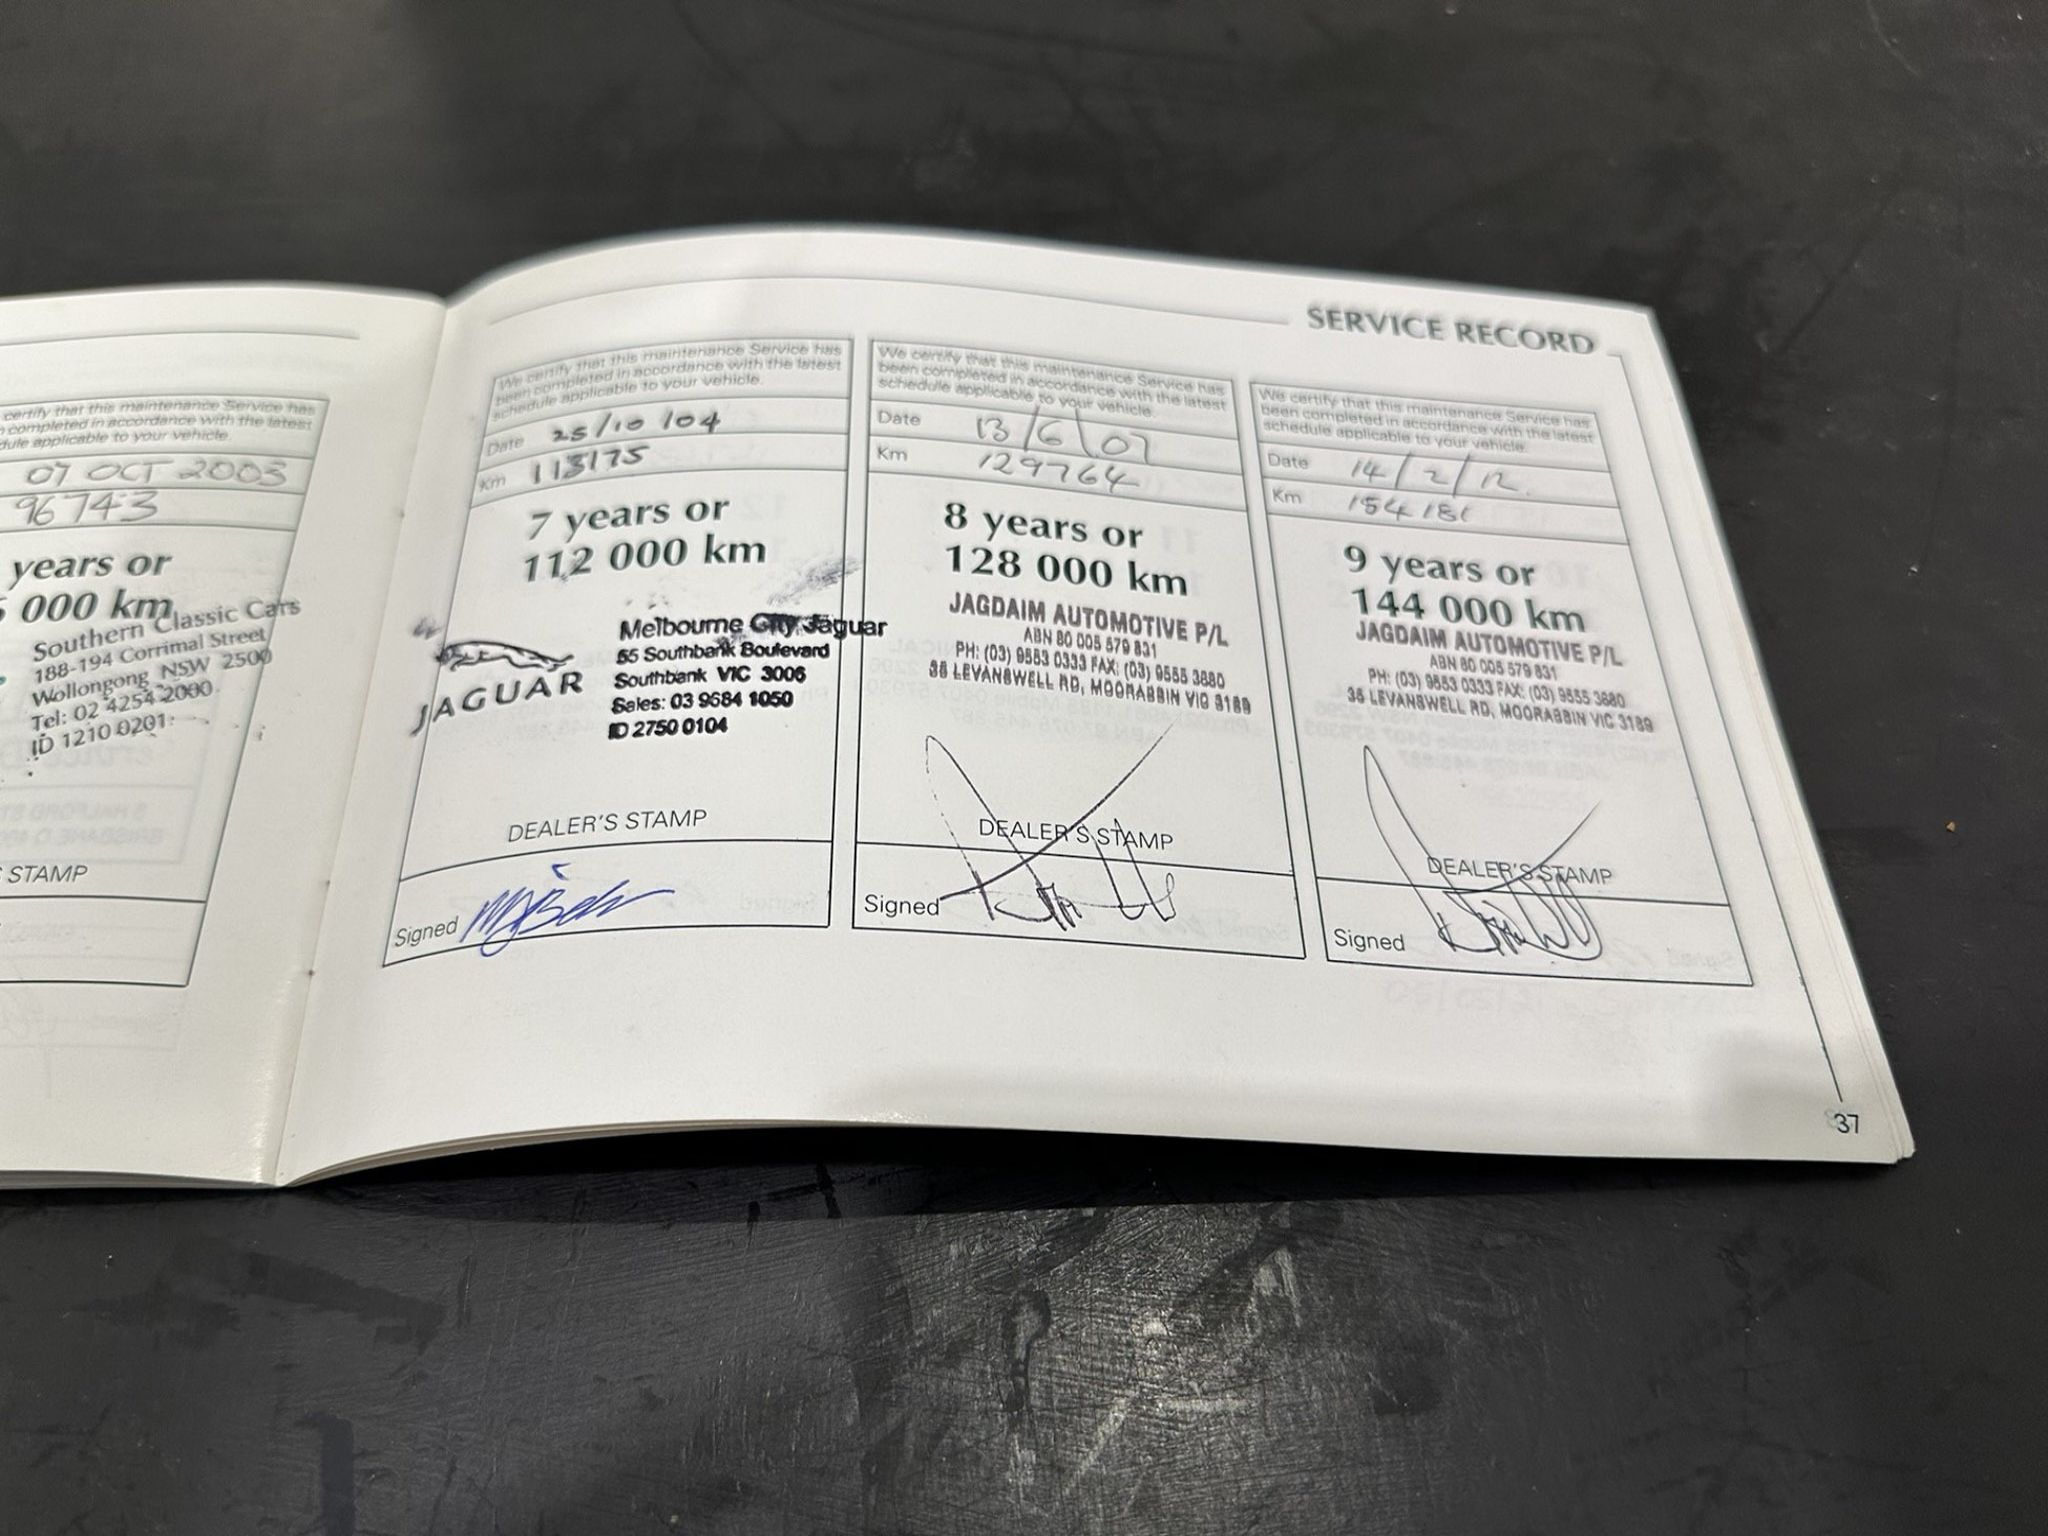 certify that this maintenance Service has
completed in accordance with the latest
dule applicable to your vehicle.
07 OCT 2003
96743
years or
000 km
Southern Classic Cars
188-194 Corrimal Street
Wollongong NSW 2500
Tel: 02 4254 2000
ID 1210 0201
STAMP
SERVICE RECORD
We certify that this maintenance Service has
been completed in accordance with the latest
schedule applicable to your vehicle.
Date 25/10/04
Km 113175
7 years or
112 000 km
JAGUAR
Melbourne City Jaguar
55 Southbank Boulevard
Southbank VIC 3006
Sales: 03 9684 1050
ID 2750 0104
DEALER'S STAMP
Signed
We certify that this maintenance Service has
been completed in accordance with the latest
schedule applicable to your vehicle.
Date 13/6/07
Km 129764
8 years or
128 000 km
JAGDAIM AUTOMOTIVE P/L
ABN 80 005 579 831
PH: (03) 9553 0333 FAX: (03) 9555 3880
36 LEVANSWELL RD, MOORABBIN VIC 3189
DEALER'S STAMP
Signed
We certify that this maintenance Service has
been completed in accordance with the latest
schedule applicable to your vehicle.
Date 14/2/12
Km 154181
9 years or
144 000 km
JAGDAIM AUTOMOTIVE P/L
ABN 80 005 579 831
PH: (03) 9553 0333 FAX: (03) 9555 3880
36 LEVANSWELL RD, MOORABBIN VIC 3189
DEALER'S STAMP
Signed
37